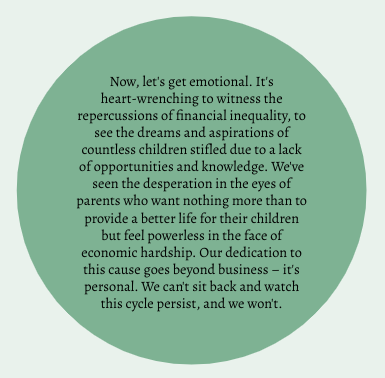 Now, let's get emotional. It's
heart-wrenching to witness the
repercussions of financial inequality, to
see the dreams and aspirations of
countless children stifled due to a lack
of opportunities and knowledge. We've
seen the desperation in the eyes of
parents who want nothing more than to
provide a better life for their children
but feel powerless in the face of
economic hardship. Our dedication to
this cause goes beyond business – it's
personal. We can't sit back and watch
this cycle persist, and we won't.